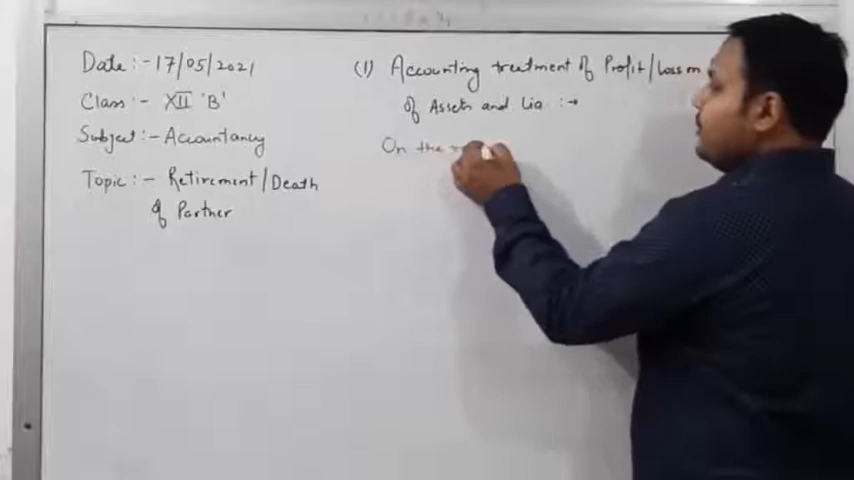 Date :- 17/05/2021
Class :- XII 'B'
Subject :- Accountancy
Topic :- Retirement/Death
of Partner
(1) Accounting treatment of Profit/Loss on
of Assets and Lia :→
On the